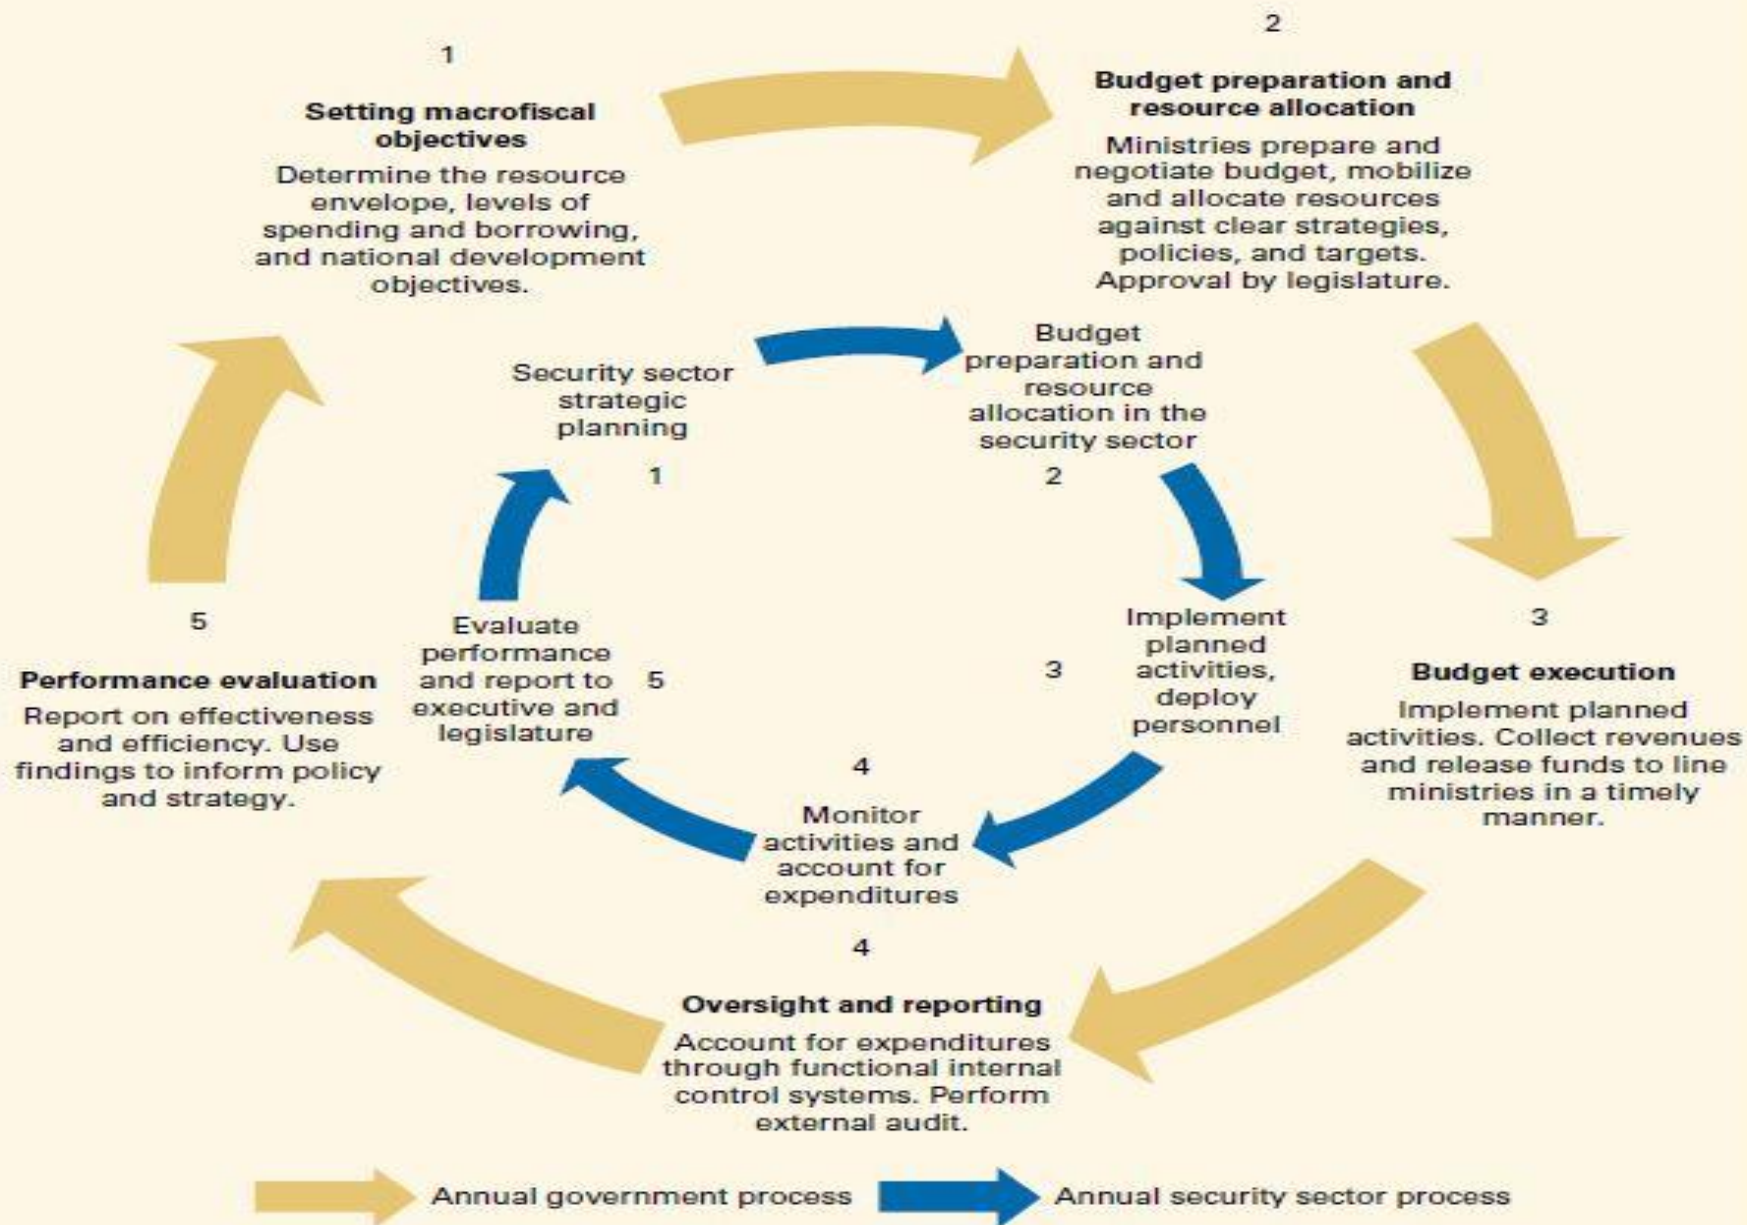 1
Setting macrofiscal
objectives
Determine the resource
envelope, levels of
spending and borrowing,
and national development
objectives.
2
Budget preparation and
resource allocation
Ministries prepare and
negotiate budget, mobilize
and allocate resources
against clear strategies,
policies, and targets.
Approval by legislature.
Security sector
strategic
planning
1
Budget
preparation and
resource
allocation in the
security sector
2
5
Performance evaluation
Report on effectiveness
and efficiency. Use
findings to inform policy
and strategy.
Evaluate
performance
and report to
executive and
legislature
5
3
Implement
planned
activities,
deploy
personnel
3
Budget execution
Implement planned
activities. Collect revenues
and release funds to line
ministries in a timely
manner.
4
Monitor
activities and
account for
expenditures
4
Oversight and reporting
Account for expenditures
through functional internal
control systems. Perform
external audit.
Annual government process
Annual security sector process